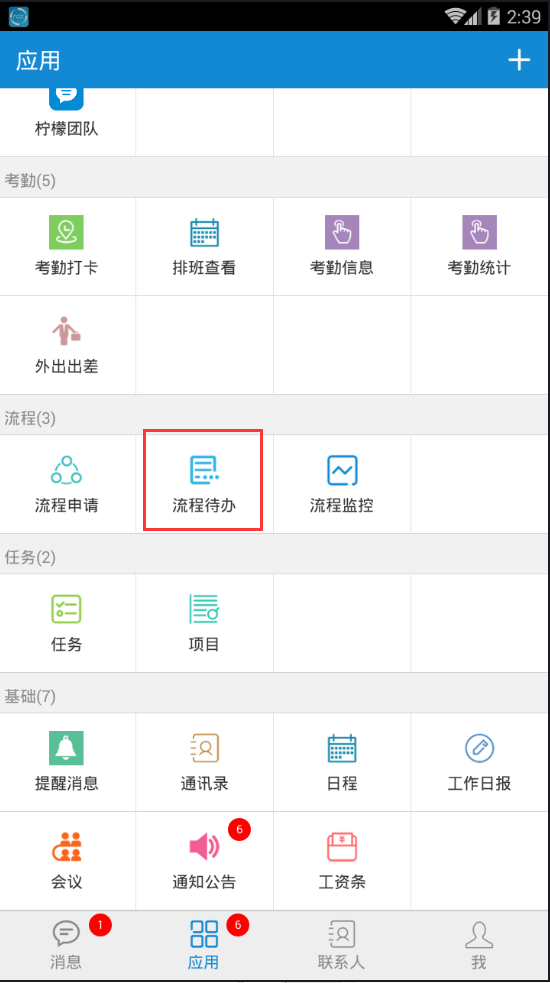 2:39
应用
柠檬团队
考勤(5)
考勤打卡 排班查看 考勤信息 考勤统计
外出出差
流程(3)
流程申请 流程待办 流程监控
任务(2)
任务 项目
基础(7)
提醒消息 通讯录 日程 工作日报
6
会议 通知公告 工资条
1 6
消息 应用 联系人 我